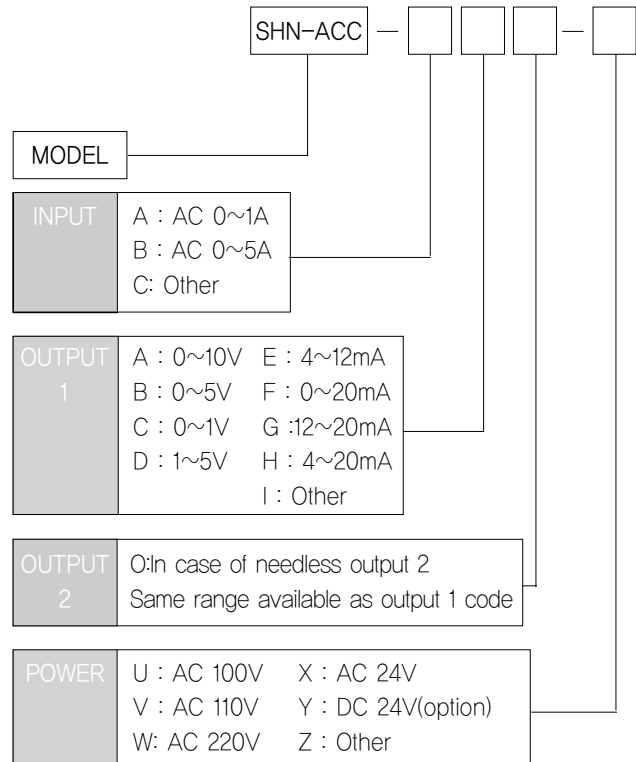 SHN-ACC -  -
MODEL
INPUT
A : AC 0~1A
B : AC 0~5A
C: Other
OUTPUT
1
A : 0~10V E : 4~12mA
B : 0~5V F : 0~20mA
C : 0~1V G :12~20mA
D : 1~5V H : 4~20mA
I : Other
OUTPUT
2
O:In case of needless output 2
Same range available as output 1 code
POWER
U : AC 100V X : AC 24V
V : AC 110V Y : DC 24V(option)
W: AC 220V Z : Other